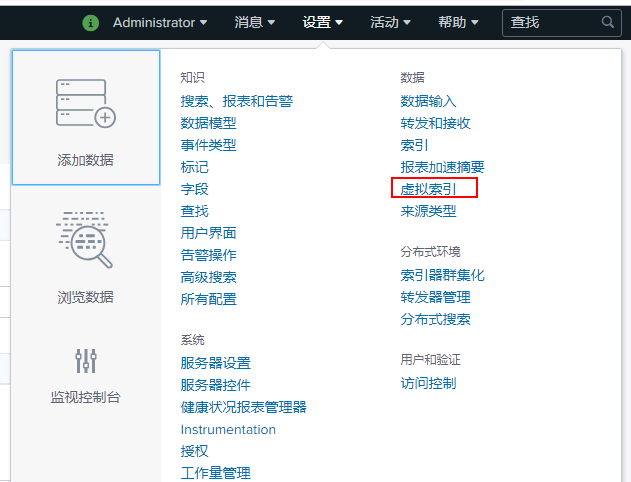 Administrator 消息 设置 活动 帮助 查找
添加数据
浏览数据
监视控制台
知识
搜索、报表和告警
数据模型
事件类型
标记
字段
查找
用户界面
告警操作
高级搜索
所有配置
系统
服务器设置
服务器控件
健康状况报表管理器
Instrumentation
授权
工作量管理
数据
数据输入
转发和接收
索引
报表加速摘要
虚拟索引
来源类型
分布式环境
索引器群集化
转发器管理
分布式搜索
用户和验证
访问控制